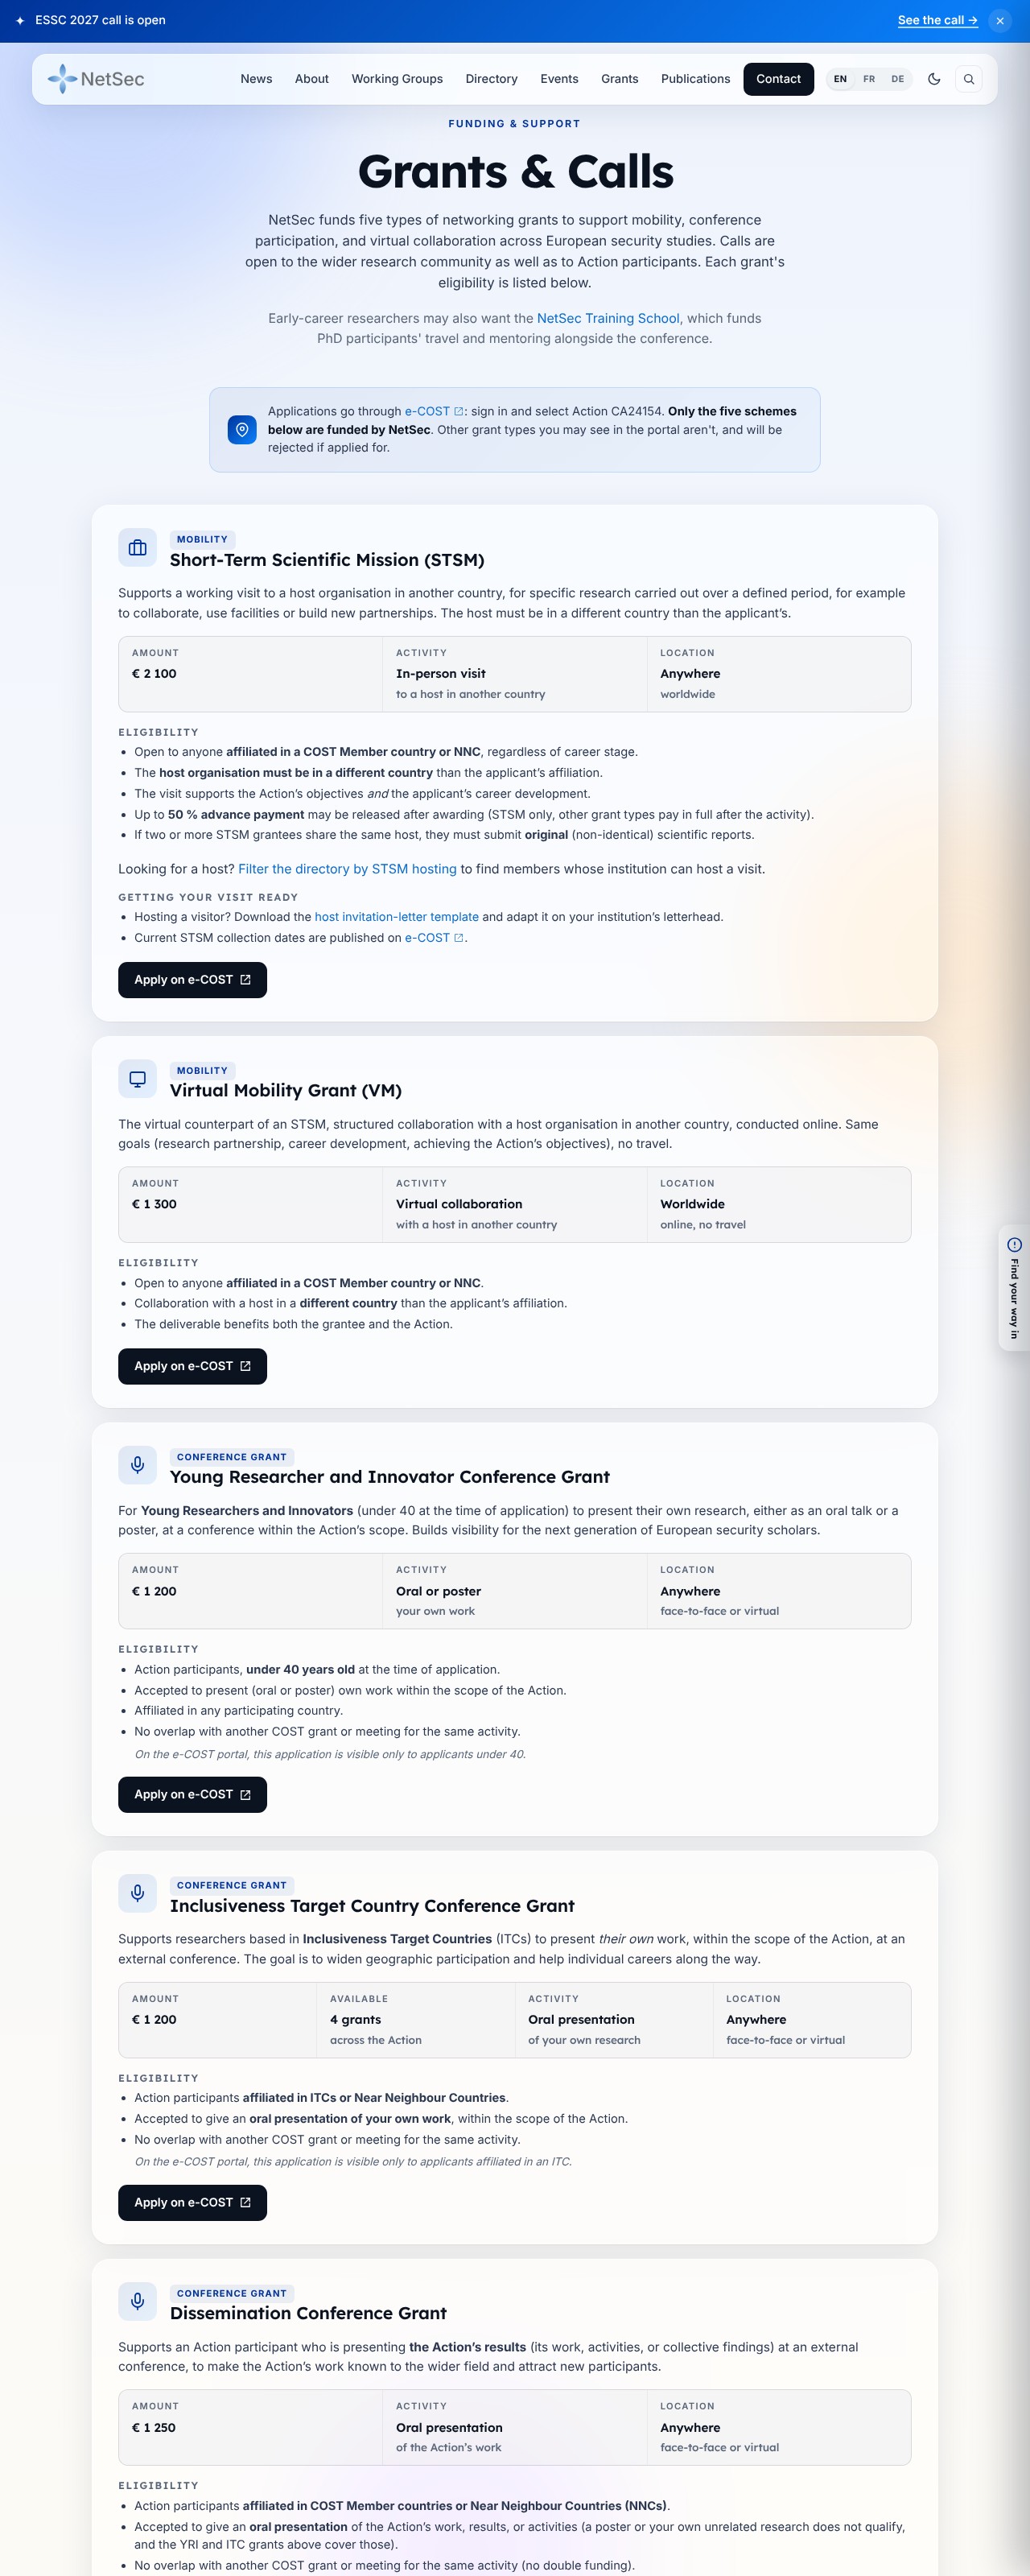 ESSC 2027 call is open
See the call →
NetSec
News
About
Working Groups
Directory
Events
Grants
Publications
Contact
EN
FR
DE
FUNDING & SUPPORT
Grants & Calls
NetSec funds five types of networking grants to support mobility, conference
participation, and virtual collaboration across European security studies. Calls are
open to the wider research community as well as to Action participants. Each grant's
eligibility is listed below.
Early-career researchers may also want the NetSec Training School, which funds
PhD participants' travel and mentoring alongside the conference.
Applications go through e-COST: sign in and select Action CA24154. Only the five schemes
below are funded by NetSec. Other grant types you may see in the portal aren't, and will be
rejected if applied for.
MOBILITY
Short-Term Scientific Mission (STSM)
Supports a working visit to a host organisation in another country, for specific research carried out over a defined period, for example
to collaborate, use facilities or build new partnerships. The host must be in a different country than the applicant’s.
AMOUNT
€ 2 100
ACTIVITY
In-person visit
to a host in another country
LOCATION
Anywhere
worldwide
ELIGIBILITY
• Open to anyone affiliated in a COST Member country or NNC, regardless of career stage.
• The host organisation must be in a different country than the applicant’s affiliation.
• The visit supports the Action’s objectives and the applicant’s career development.
• Up to 50 % advance payment may be released after awarding (STSM only, other grant types pay in full after the activity).
• If two or more STSM grantees share the same host, they must submit original (non-identical) scientific reports.
Looking for a host? Filter the directory by STSM hosting to find members whose institution can host a visit.
GETTING YOUR VISIT READY
• Hosting a visitor? Download the host invitation-letter template and adapt it on your institution’s letterhead.
• Current STSM collection dates are published on e-COST.
Apply on e-COST
MOBILITY
Virtual Mobility Grant (VM)
The virtual counterpart of an STSM, structured collaboration with a host organisation in another country, conducted online. Same
goals (research partnership, career development, achieving the Action’s objectives), no travel.
AMOUNT
€ 1 300
ACTIVITY
Virtual collaboration
with a host in another country
LOCATION
Worldwide
online, no travel
ELIGIBILITY
• Open to anyone affiliated in a COST Member country or NNC.
• Collaboration with a host in a different country than the applicant’s affiliation.
• The deliverable benefits both the grantee and the Action.
Apply on e-COST
Find your way in
CONFERENCE GRANT
Young Researcher and Innovator Conference Grant
For Young Researchers and Innovators (under 40 at the time of application) to present their own research, either as an oral talk or a
poster, at a conference within the Action’s scope. Builds visibility for the next generation of European security scholars.
AMOUNT
€ 1 200
ACTIVITY
Oral or poster
your own work
LOCATION
Anywhere
face-to-face or virtual
ELIGIBILITY
• Action participants, under 40 years old at the time of application.
• Accepted to present (oral or poster) own work within the scope of the Action.
• Affiliated in any participating country.
• No overlap with another COST grant or meeting for the same activity.
On the e-COST portal, this application is visible only to applicants under 40.
Apply on e-COST
CONFERENCE GRANT
Inclusiveness Target Country Conference Grant
Supports researchers based in Inclusiveness Target Countries (ITCs) to present their own work, within the scope of the Action, at an
external conference. The goal is to widen geographic participation and help individual careers along the way.
AMOUNT
€ 1 200
AVAILABLE
4 grants
across the Action
ACTIVITY
Oral presentation
of your own research
LOCATION
Anywhere
face-to-face or virtual
ELIGIBILITY
• Action participants affiliated in ITCs or Near Neighbour Countries.
• Accepted to give an oral presentation of your own work, within the scope of the Action.
• No overlap with another COST grant or meeting for the same activity.
On the e-COST portal, this application is visible only to applicants affiliated in an ITC.
Apply on e-COST
CONFERENCE GRANT
Dissemination Conference Grant
Supports an Action participant who is presenting the Action’s results (its work, activities, or collective findings) at an external
conference, to make the Action’s work known to the wider field and attract new participants.
AMOUNT
€ 1 250
ACTIVITY
Oral presentation
of the Action’s work
LOCATION
Anywhere
face-to-face or virtual
ELIGIBILITY
• Action participants affiliated in COST Member countries or Near Neighbour Countries (NNCs).
• Accepted to give an oral presentation of the Action’s work, results, or activities (a poster or your own unrelated research does not qualify,
and the YRI and ITC grants above cover those).
• No overlap with another COST grant or meeting for the same activity (no double funding).